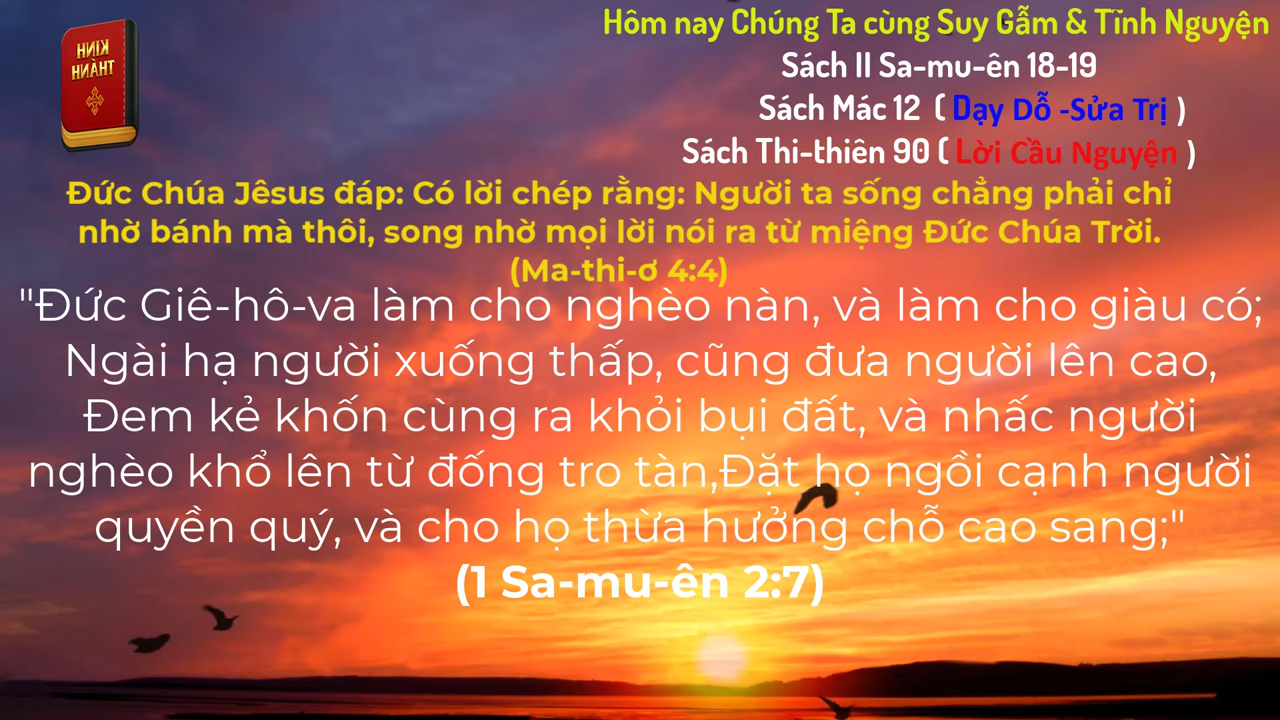 KINH
THÁNH
Hôm nay Chúng Ta cùng Suy Gẫm & Tĩnh Nguyện
Sách II Sa-mu-ên 18-19
Sách Mác 12 ( Dạy Dỗ -Sửa Trị )
Sách Thi-thiên 90 ( Lời Cầu Nguyện )
Đức Chúa Jêsus đáp: Có lời chép rằng: Người ta sống chẳng phải chỉ
nhờ bánh mà thôi, song nhờ mọi lời nói ra từ miệng Đức Chúa Trời.
(Ma-thi-ơ 4:4)
"Đức Giê-hô-va làm cho nghèo nàn, và làm cho giàu có;
Ngài hạ người xuống thấp, cũng đưa người lên cao,
Đem kẻ khốn cùng ra khỏi bụi đất, và nhấc người
nghèo khổ lên từ đống tro tàn,Đặt họ ngồi cạnh người
quyền quý, và cho họ thừa hưởng chỗ cao sang;"
(1 Sa-mu-ên 2:7)